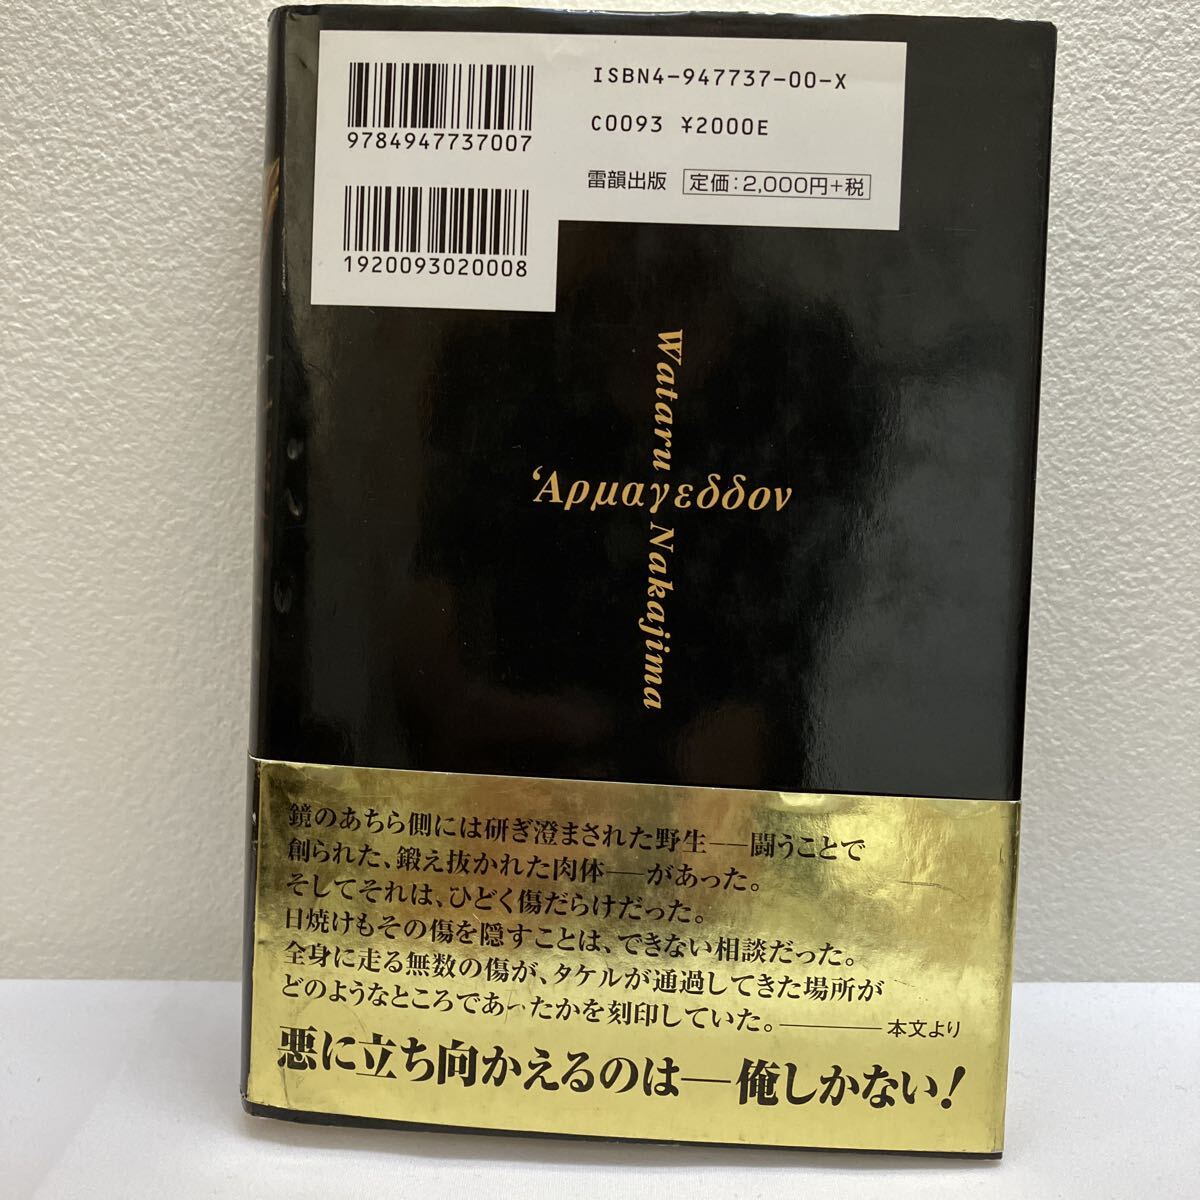 9784947737007
ISBN4-947737-00-X
C0093 ¥2000E
雷韻出版 定価:2,000円+税
1920093020008
Wataru Nakajima
‘Αρμαγεδδον
鏡のあちら側には研ぎ澄まされた野生——闘うことで
創られた、鍛え抜かれた肉体——があった。
そしてそれは、ひどく傷だらけだった。
日焼けもその傷を隠すことは、できない相談だった。
全身に走る無数の傷が、タケルが通過してきた場所が
どのようなところであったかを刻印していた。———本文より
悪に立ち向かえるのは——俺しかない!